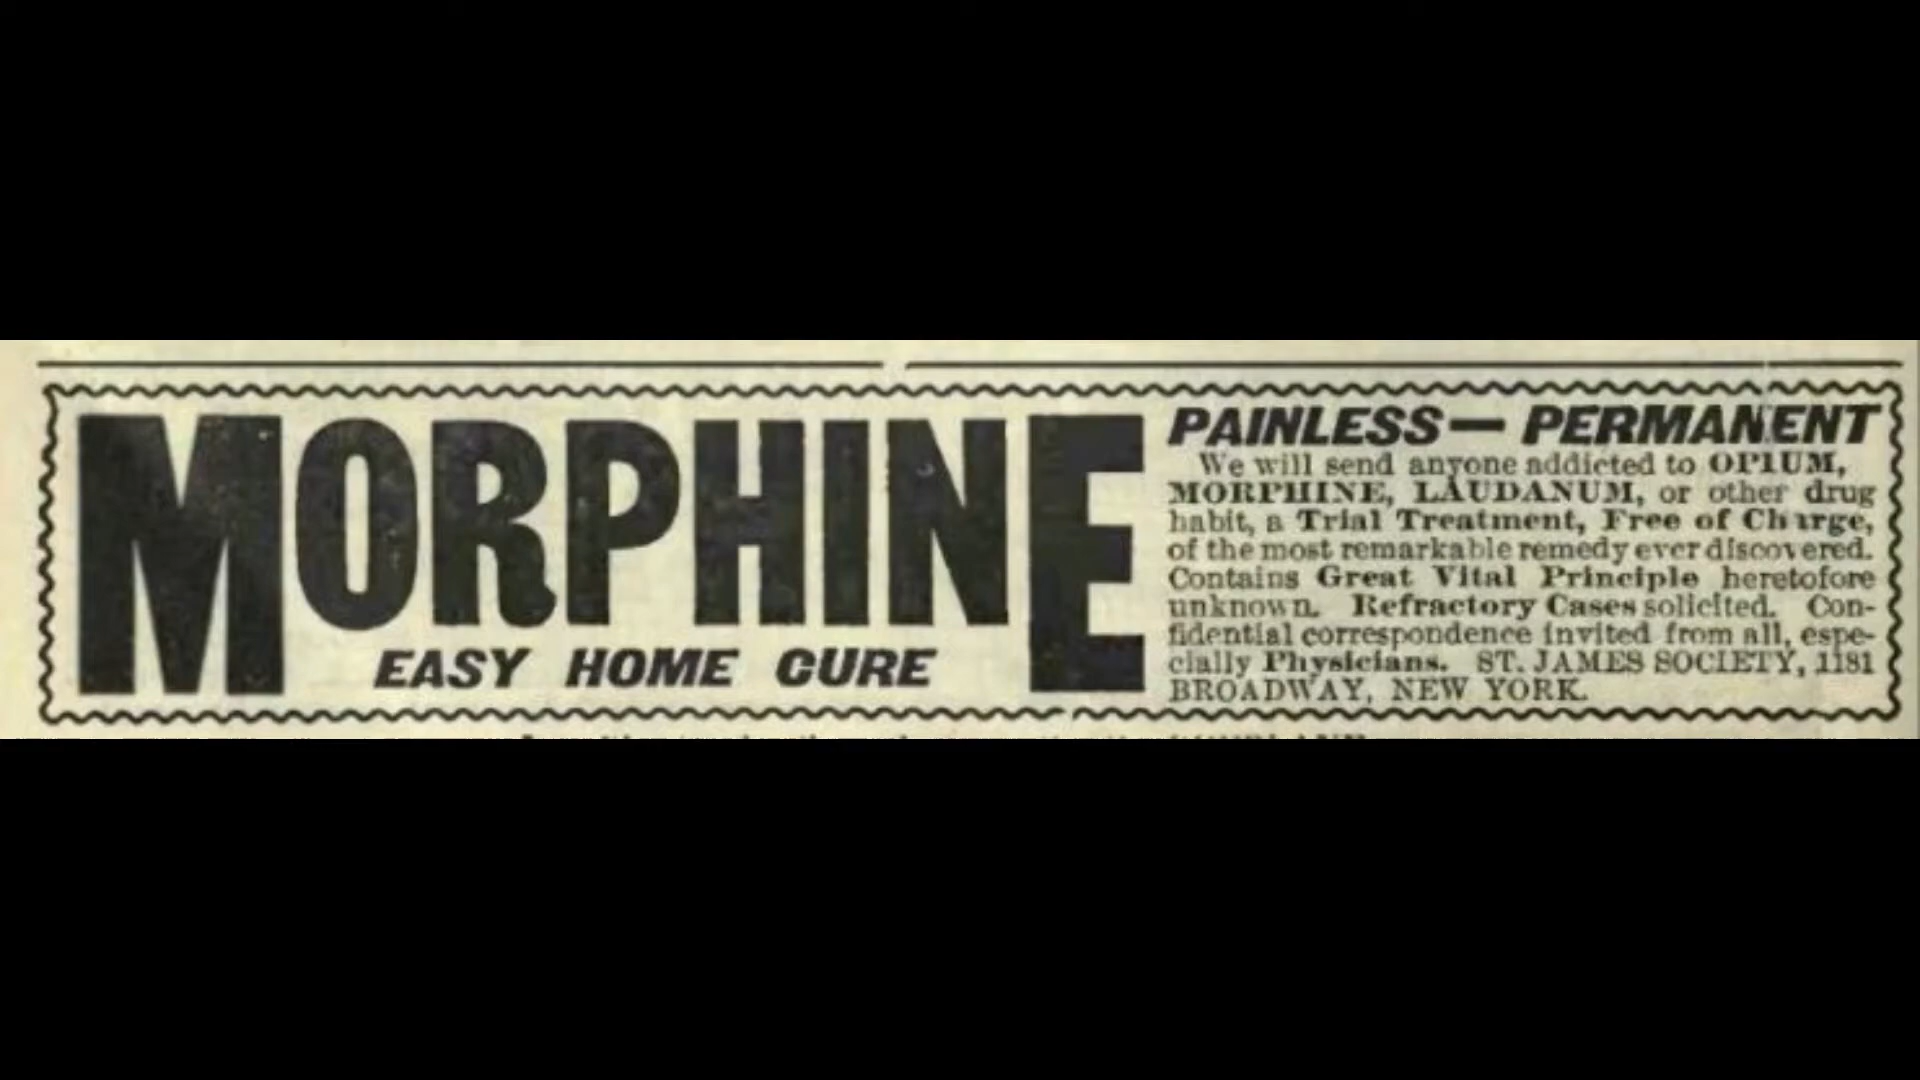 MORPHINE
EASY HOME CURE
PAINLESS— PERMANENT
We will send anyone addicted to OPIUM,
MORPHINE, LAUDANUM, or other drug
habit, a Trial Treatment, Free of Charge,
of the most remarkable remedy ever discovered.
Contains Great Vital Principle heretofore
unknown. Refractory Cases solicited. Con-
fidential correspondence invited from all, espe-
cially Physicians. ST. JAMES SOCIETY, 1181
BROADWAY, NEW YORK.